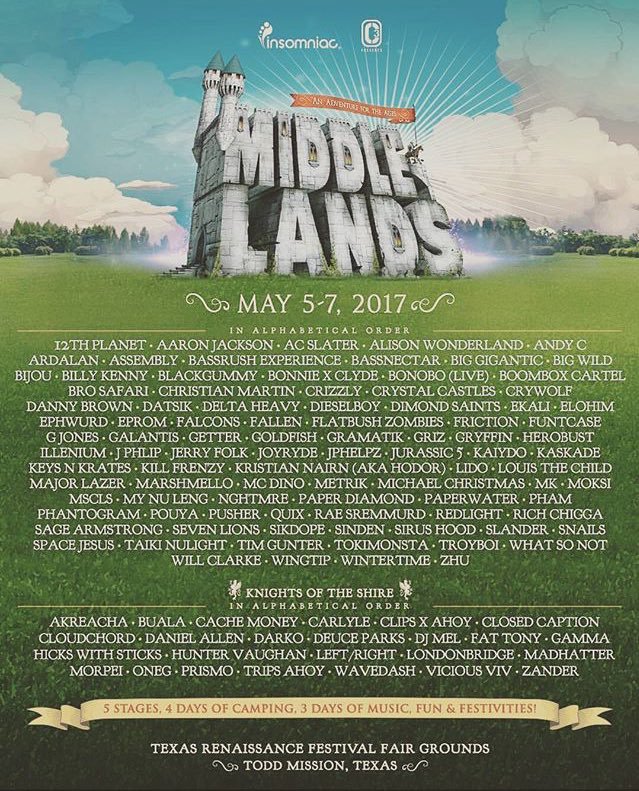 insomniac
C3
PRESENTS
AN ADVENTURE FOR THE AGES
MIDDLE
LANDS
MAY 5-7, 2017
IN ALPHABETICAL ORDER
12TH PLANET · AARON JACKSON · AC SLATER · ALISON WONDERLAND · ANDY C
ARDALAN · ASSEMBLY · BASSRUSH EXPERIENCE · BASSNECTAR · BIG GIGANTIC · BIG WILD
BIJOU · BILLY KENNY · BLACKGUMMY · BONNIE X CLYDE · BONOBO (LIVE) · BOOMBOX CARTEL
BRO SAFARI · CHRISTIAN MARTIN · CRIZZLY · CRYSTAL CASTLES · CRYWOLF
DANNY BROWN · DATSIK · DELTA HEAVY · DIESELBOY · DIMOND SAINTS · EKALI · ELOHIM
EPHWURD · EPROM · FALCONS · FALLEN · FLATBUSH ZOMBIES · FRICTION · FUNTCASE
G JONES · GALANTIS · GETTER · GOLDFISH · GRAMATIK · GRIZ · GRYFFIN · HEROBUST
ILLENIUM · J PHLIP · JERRY FOLK · JOYRYDE · JPHELPZ · JURASSIC 5 · KAIYDO · KASKADE
KEYS N KRATES · KILL FRENZY · KRISTIAN NAIRN (AKA HODOR) · LIDO · LOUIS THE CHILD
MAJOR LAZER · MARSHMELLO · MC DINO · METRIK · MICHAEL CHRISTMAS · MK · MOKSI
MSCLS · MY NU LENG · NGHTMRE · PAPER DIAMOND · PAPERWATER · PHAM
PHANTOGRAM · POUYA · PUSHER · QUIX · RAE SREMMURD · REDLIGHT · RICH CHIGGA
SAGE ARMSTRONG · SEVEN LIONS · SIKDOPE · SINDEN · SIRUS HOOD · SLANDER · SNAILS
SPACE JESUS · TAIKI NULIGHT · TIM GUNTER · TOKIMONSTA · TROYBOI · WHAT SO NOT
WILL CLARKE · WINGTIP · WINTERTIME · ZHU
KNIGHTS OF THE SHIRE
IN ALPHABETICAL ORDER
AKREACHA · BUALA · CACHE MONEY · CARLYLE · CLIPS X AHOY · CLOSED CAPTION
CLOUDCHORD · DANIEL ALLEN · DARKO · DEUCE PARKS · DJ MEL · FAT TONY · GAMMA
HICKS WITH STICKS · HUNTER VAUGHAN · LEFT/RIGHT · LONDONBRIDGE · MADHATTER
MORPEI · ONEG · PRISMO · TRIPS AHOY · WAVEDASH · VICIOUS VIV · ZANDER
5 STAGES, 4 DAYS OF CAMPING, 3 DAYS OF MUSIC, FUN & FESTIVITIES!
TEXAS RENAISSANCE FESTIVAL FAIR GROUNDS
TODD MISSION, TEXAS